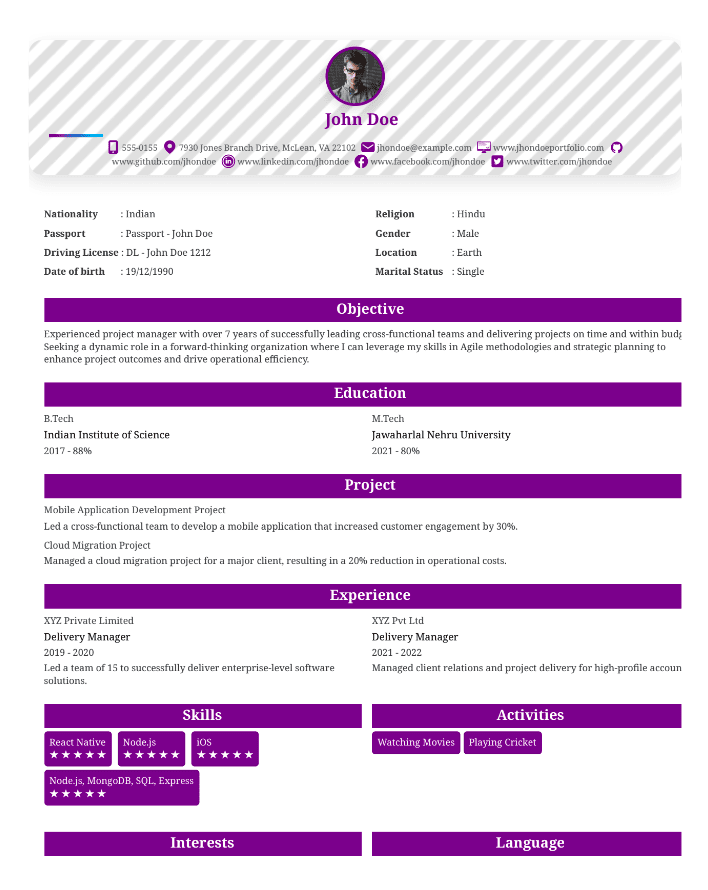 John Doe
555-0155 7930 Jones Branch Drive, McLean, VA 22102 jhondoe@example.com www.jhondoeportfolio.com
www.github.com/jhondoe www.linkedin.com/jhondoe www.facebook.com/jhondoe www.twitter.com/jhondoe
Nationality : Indian
Religion : Hindu
Passport : Passport - John Doe
Gender : Male
Driving License : DL - John Doe 1212
Location : Earth
Date of birth : 19/12/1990
Marital Status : Single
Objective
Experienced project manager with over 7 years of successfully leading cross-functional teams and delivering projects on time and within
Seeking a dynamic role in a forward-thinking organization where I can leverage my skills in Agile methodologies and strategic planning to
enhance project outcomes and drive operational efficiency.
Education
B.Tech
Indian Institute of Science
2017 - 88%
M.Tech
Jawaharlal Nehru University
2021 - 80%
Project
Mobile Application Development Project
Led a cross-functional team to develop a mobile application that increased customer engagement by 30%.
Cloud Migration Project
Managed a cloud migration project for a major client, resulting in a 20% reduction in operational costs.
Experience
XYZ Private Limited
Delivery Manager
2019 - 2020
Led a team of 15 to successfully deliver enterprise-level software
solutions.
XYZ Pvt Ltd
Delivery Manager
2021 - 2022
Managed client relations and project delivery for high-profile accoun
Skills
React Native
★★★★★
Node.js
★★★★★
iOS
★★★★★
Node.js, MongoDB, SQL, Express
★★★★★
Activities
Watching Movies
Playing Cricket
Interests
Language